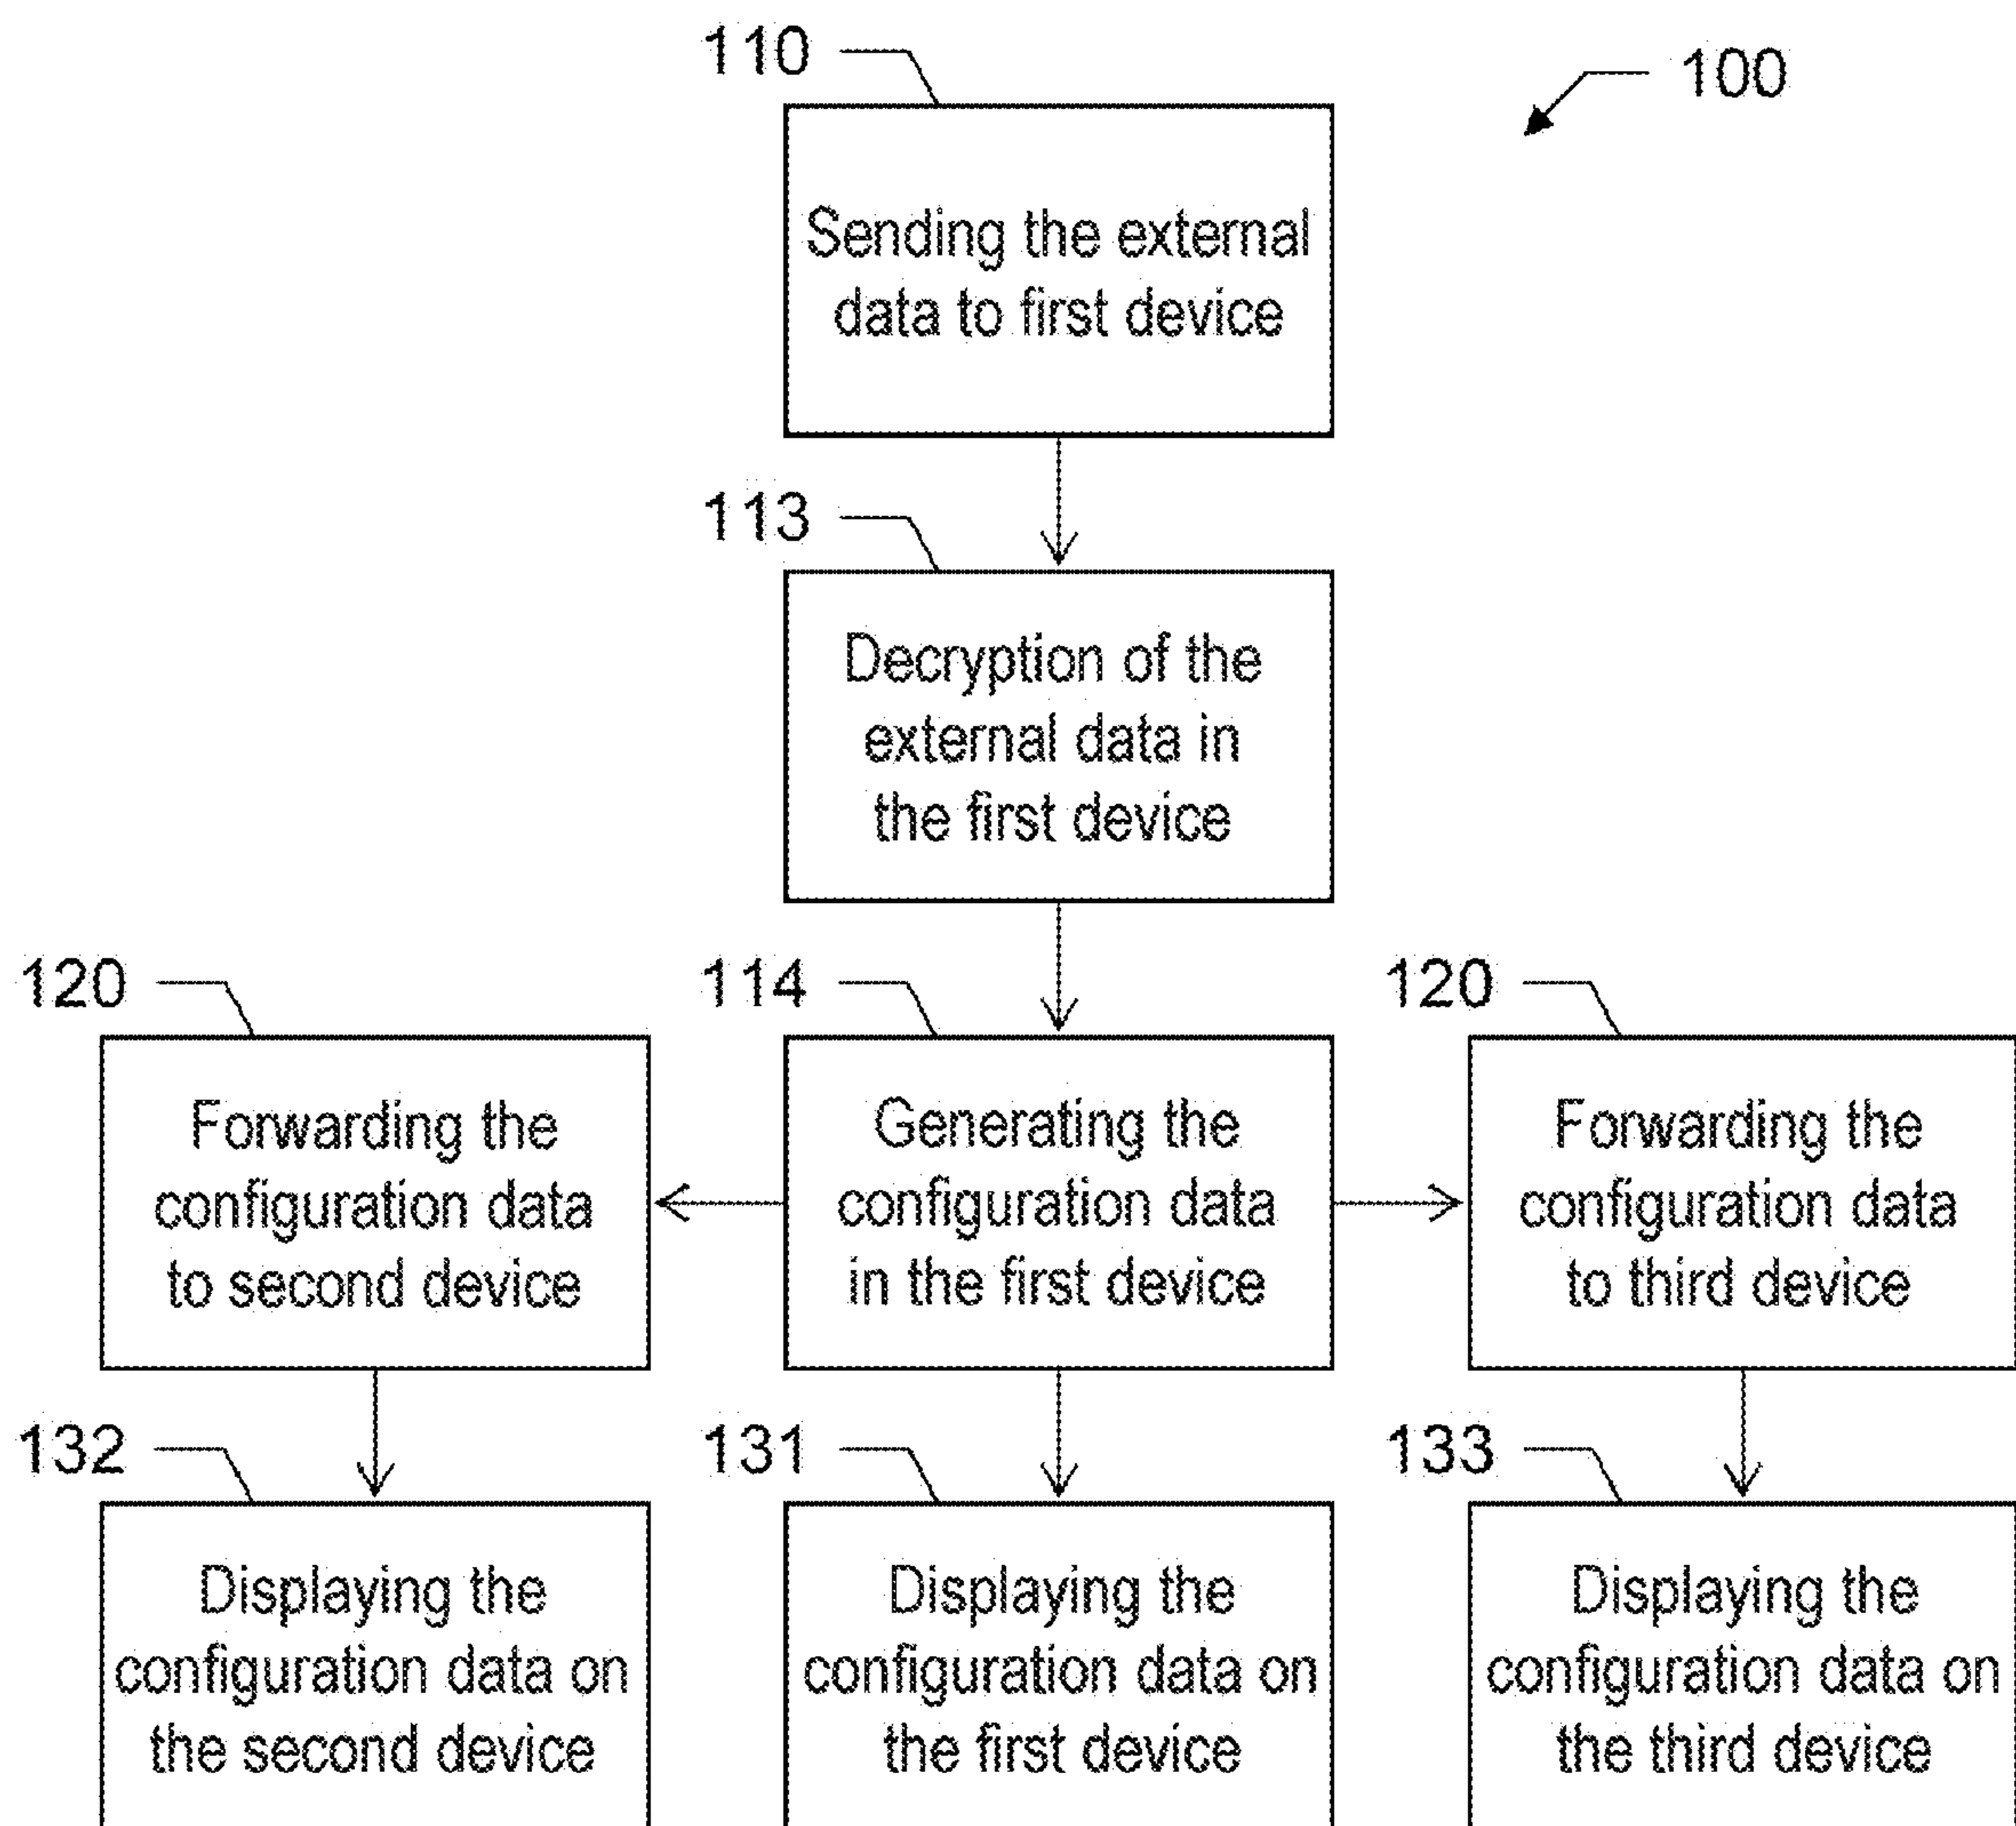 110
100
Sending the external
data to first device
113
Decryption of the
external data in
the first device
120
114
120
Forwarding the
configuration data
to second device
Generating the
configuration data
in the first device
Forwarding the
configuration data
to third device
132
131
133
Displaying the
configuration data on
the second device
Displaying the
configuration data on
the first device
Displaying the
configuration data on
the third device